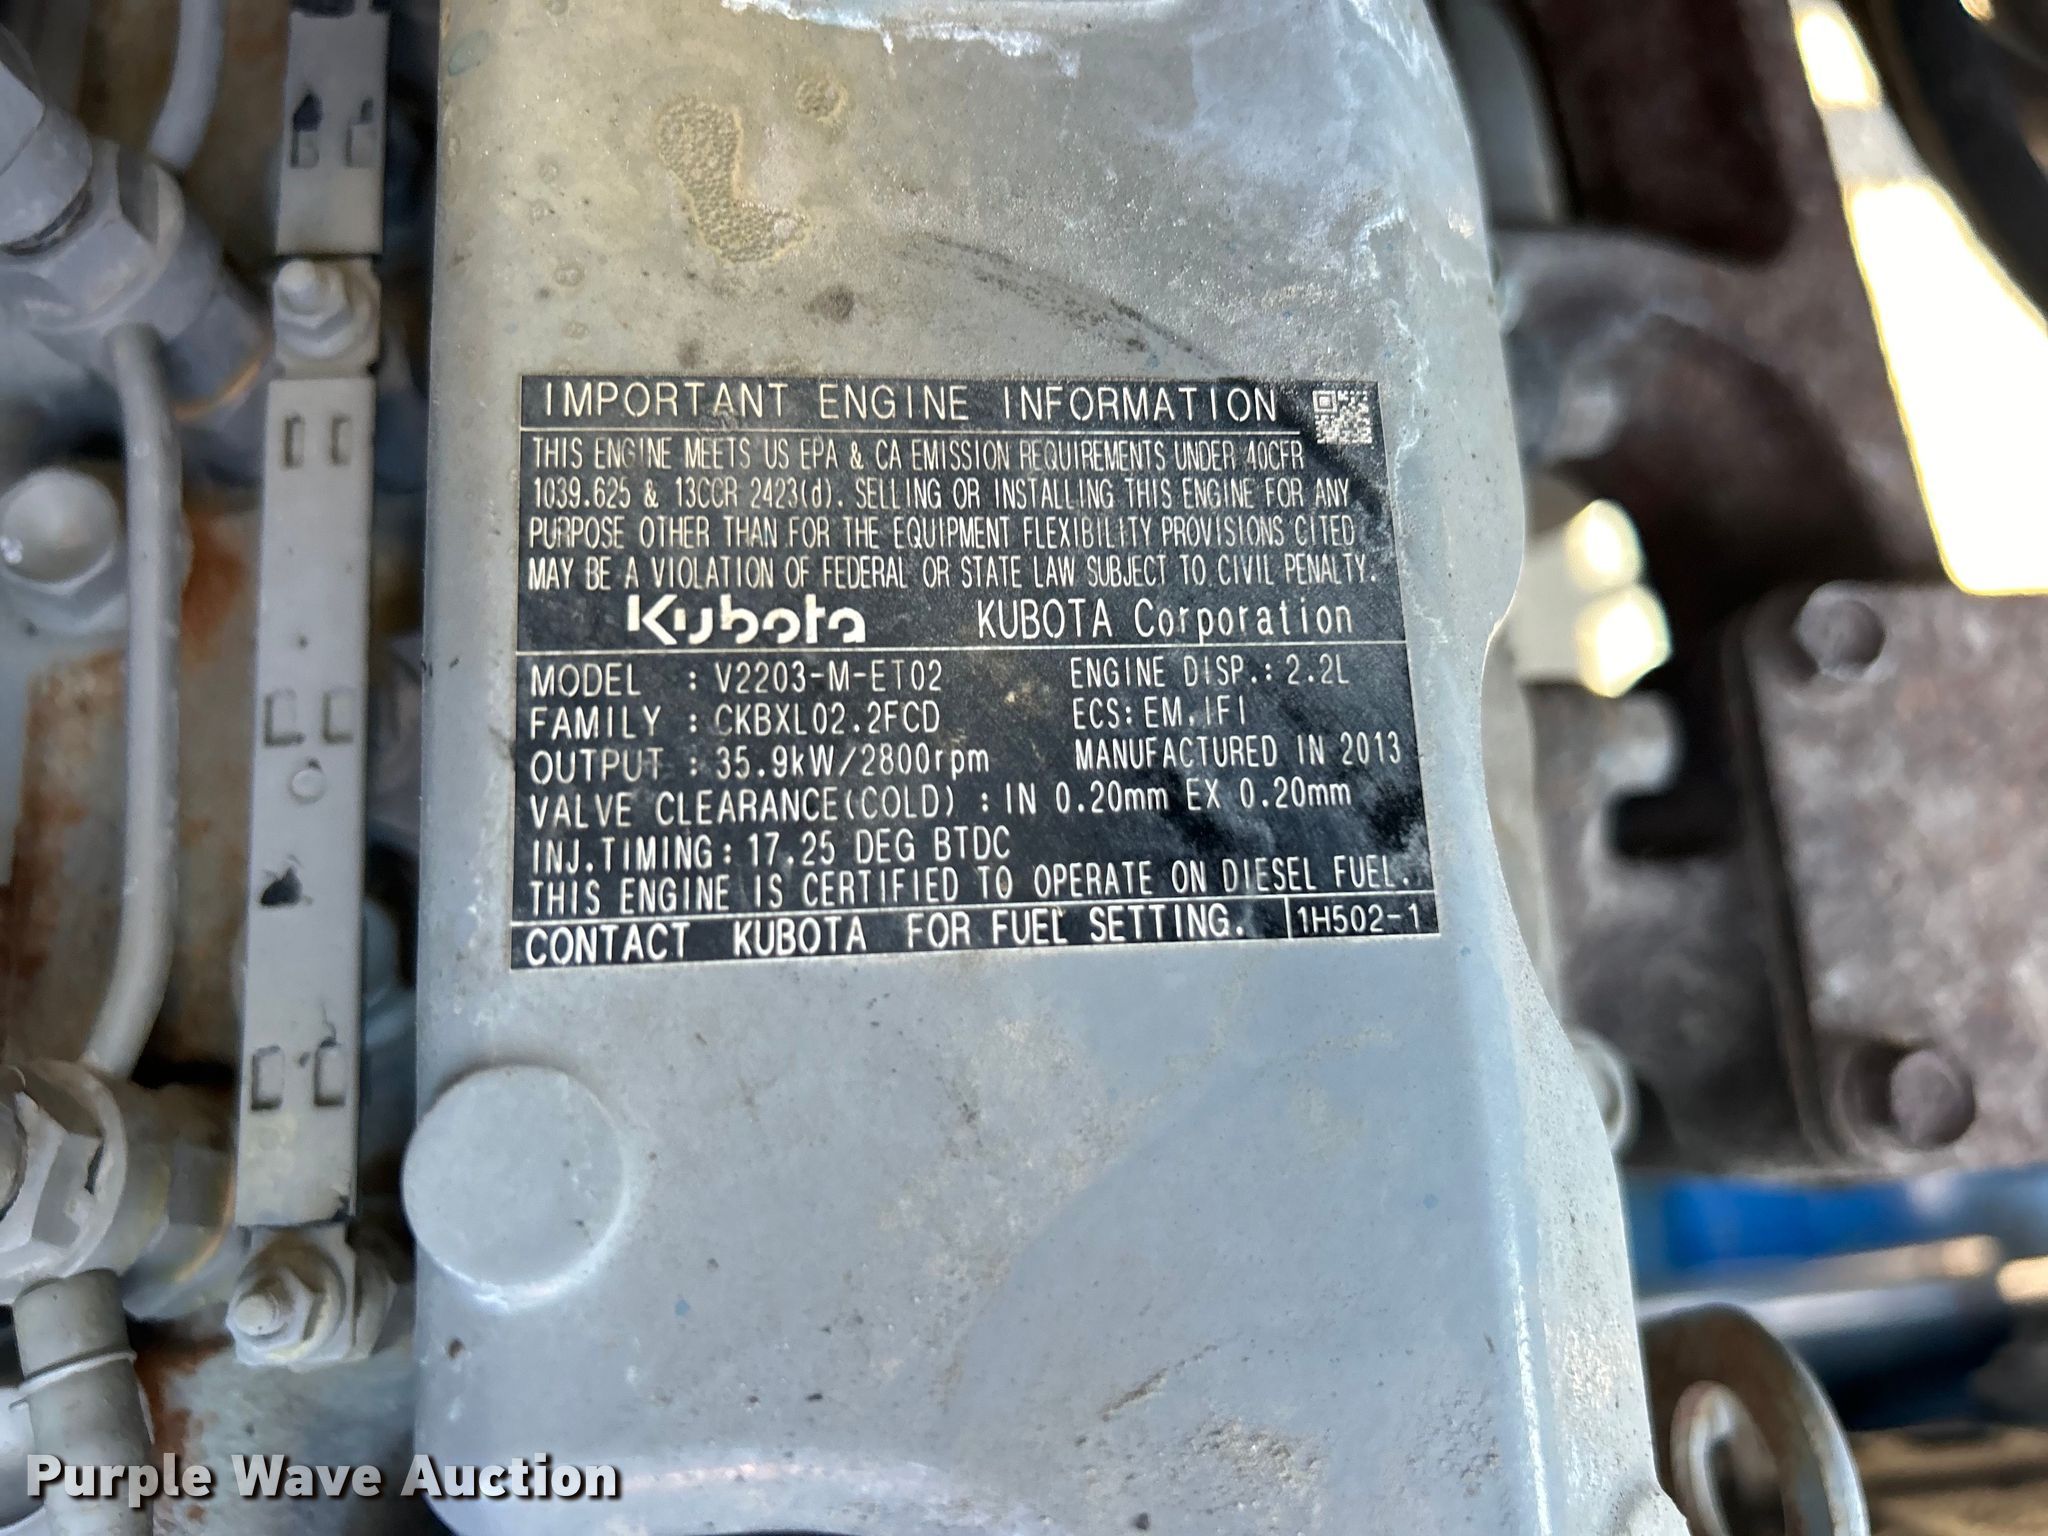 IMPORTANT ENGINE INFORMATION
THIS ENGINE MEETS US EPA & CA EMISSION REQUIREMENTS UNDER 40CFR
1039.625 & 13CCR 2423(d). SELLING OR INSTALLING THIS ENGINE FOR ANY
PURPOSE OTHER THAN FOR THE EQUIPMENT FLEXIBILITY PROVISIONS CITED
MAY BE A VIOLATION OF FEDERAL OR STATE LAW SUBJECT TO CIVIL PENALTY.
Kubota KUBOTA Corporation
MODEL : V2203-M-ET02 ENGINE DISP.: 2.2L
FAMILY : CKBXL02.2FCD ECS: EM, IFI
OUTPUT : 35.9kW/2800rpm MANUFACTURED IN 2013
VALVE CLEARANCE(COLD) : IN 0.20mm EX 0.20mm
INJ.TIMING: 17.25 DEG BTDC
THIS ENGINE IS CERTIFIED TO OPERATE ON DIESEL FUEL.
CONTACT KUBOTA FOR FUEL SETTING. 1H502-1
Purple Wave Auction